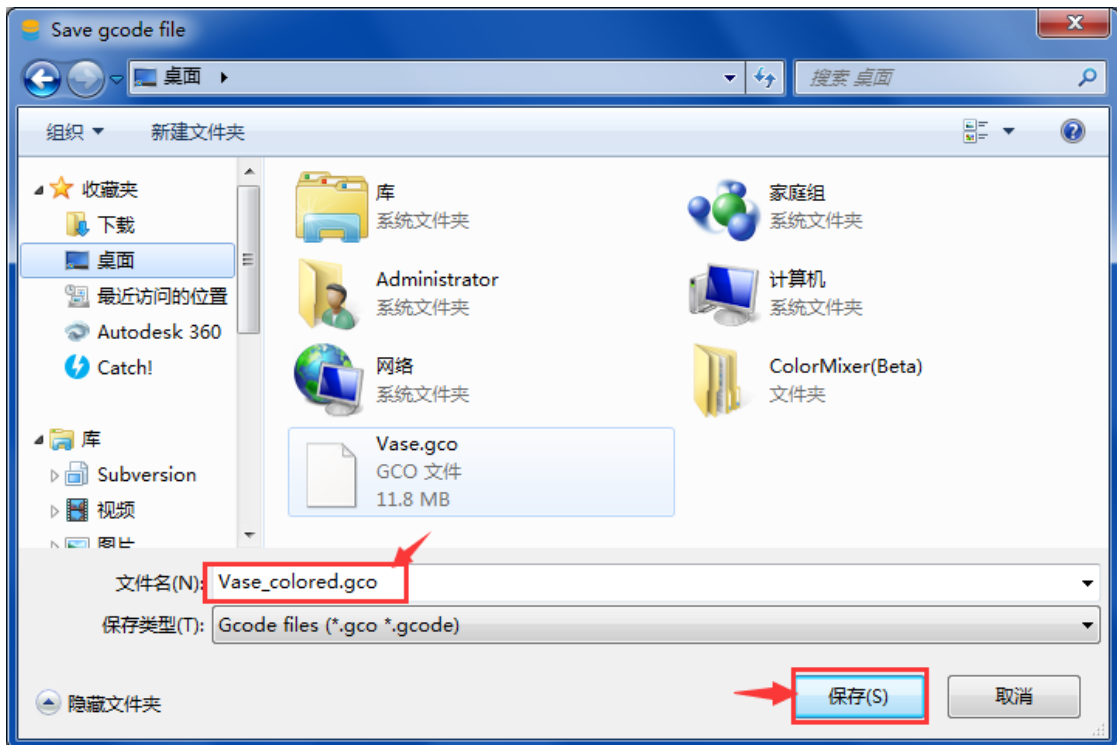 Save gcode file
桌面
搜索 桌面
组织
新建文件夹
收藏夹
下载
桌面
最近访问的位置
Autodesk 360
Catch!
库
Subversion
视频
图片
库
系统文件夹
家庭组
系统文件夹
Administrator
系统文件夹
计算机
系统文件夹
网络
系统文件夹
ColorMixer(Beta)
文件夹
Vase.gco
GCO 文件
11.8 MB
文件名(N): Vase_colored.gco
保存类型(T): Gcode files (*.gco *.gcode)
隐藏文件夹
保存(S)
取消